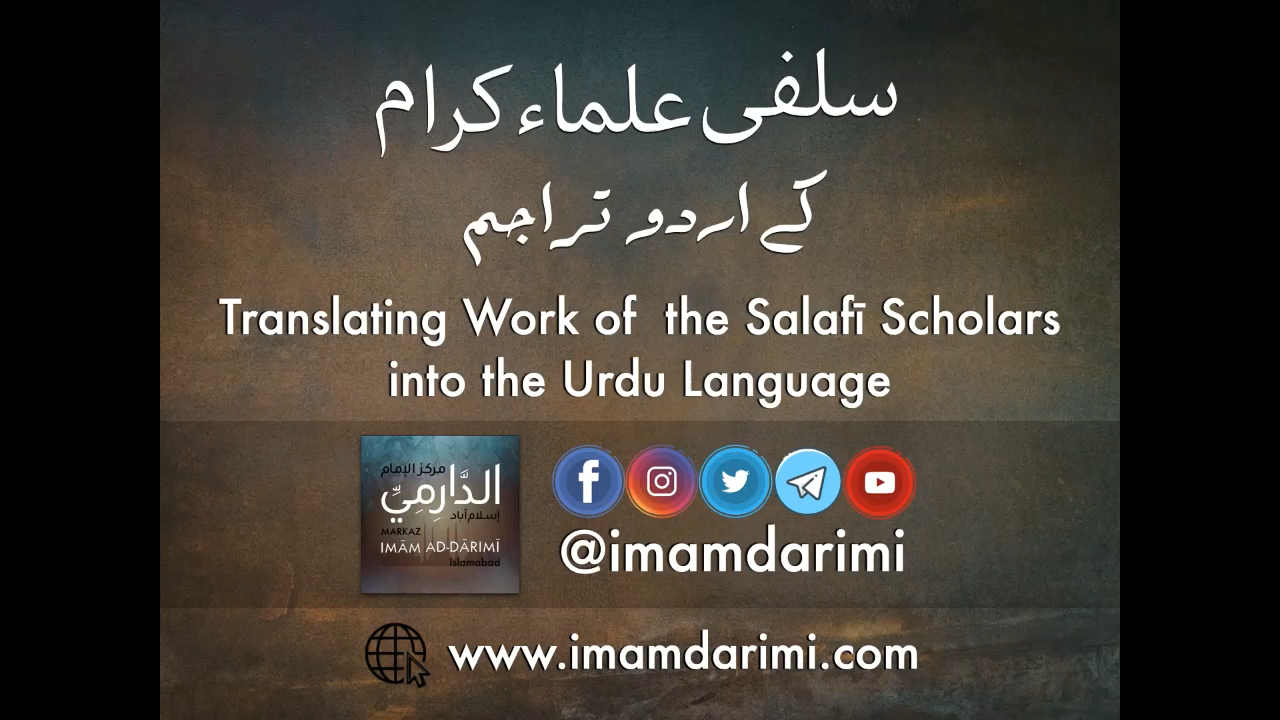 سلفی علماء کرام
کے اردو تراجم
Translating Work of the Salafī Scholars
into the Urdu Language
مركز الإمام
الدَّارِمِيِّ
إسلام آباد
MARKAZ
IMĀM AD-DĀRIMĪ
Islamabad
@imamdarimi
www.imamdarimi.com